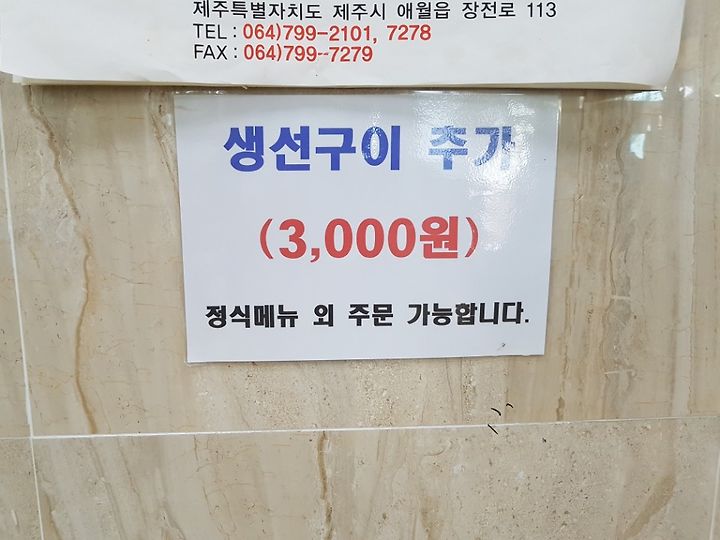 제주특별자치도 제주시 애월읍 장전로 113
TEL : 064)799-2101, 7278
FAX : 064)799--7279
생선구이 추가
(3,000원)
정식메뉴 외 주문 가능합니다.